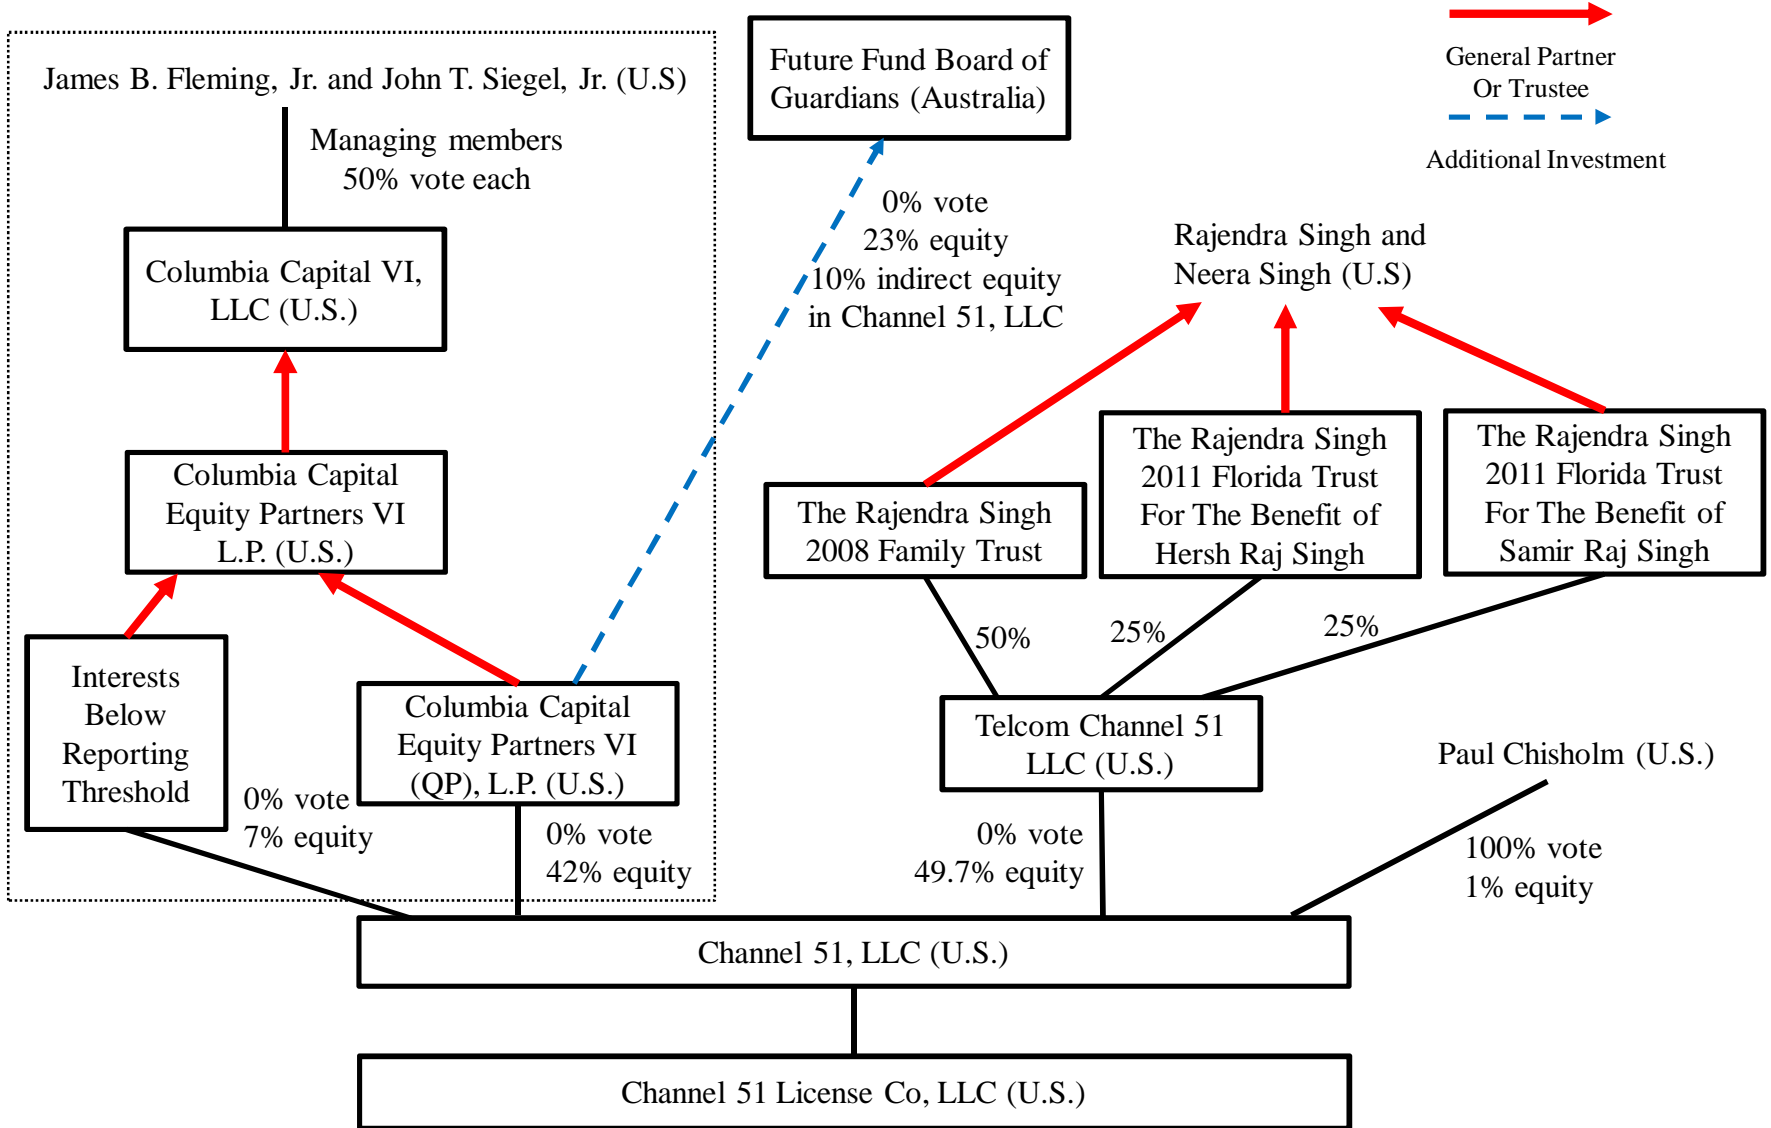 James B. Fleming, Jr. and John T. Siegel, Jr. (U.S)
Managing members
50% vote each
Columbia Capital VI,
LLC (U.S.)
Columbia Capital
Equity Partners VI
L.P. (U.S.)
Interests
Below
Reporting
Threshold
0% vote
7% equity
Columbia Capital
Equity Partners VI
(QP), L.P. (U.S.)
0% vote
42% equity
Future Fund Board of
Guardians (Australia)
0% vote
23% equity
10% indirect equity
in Channel 51, LLC
General Partner
Or Trustee
Additional Investment
Rajendra Singh and
Neera Singh (U.S)
The Rajendra Singh
2008 Family Trust
The Rajendra Singh
2011 Florida Trust
For The Benefit of
Hersh Raj Singh
The Rajendra Singh
2011 Florida Trust
For The Benefit of
Samir Raj Singh
50%
25%
25%
Telcom Channel 51
LLC (U.S.)
0% vote
49.7% equity
Paul Chisholm (U.S.)
100% vote
1% equity
Channel 51, LLC (U.S.)
Channel 51 License Co, LLC (U.S.)